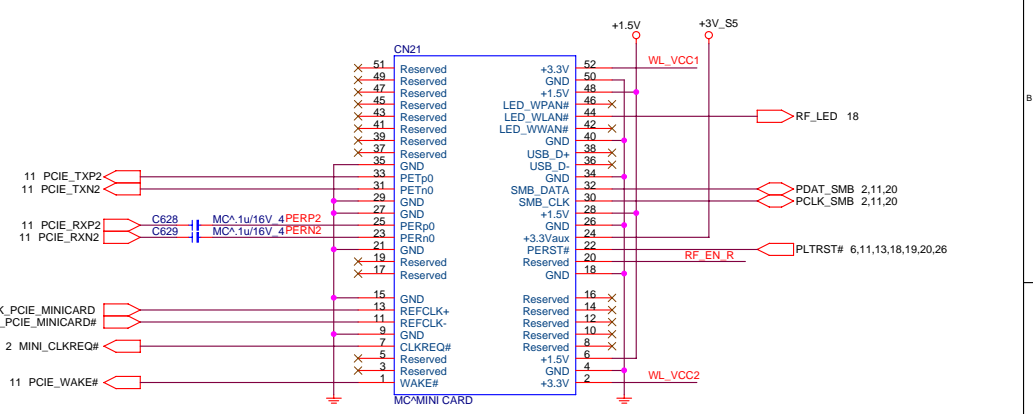 +1.5V
+3V_S5
CN21
51 Reserved +3.3V 52 WL_VCC1
49 Reserved GND 50
47 Reserved +1.5V 48
45 Reserved LED_WPAN# 46
43 Reserved LED_WLAN# 44 RF_LED 18
41 Reserved LED_WWAN# 42
39 Reserved GND 40
37 Reserved USB_D+ 38
35 GND USB_D- 36
11 PCIE_TXP2 33 PETp0 GND 34
11 PCIE_TXN2 31 PETn0 SMB_DATA 32 PDAT_SMB 2,11,20
29 GND SMB_CLK 30 PCLK_SMB 2,11,20
27 GND +1.5V 28
11 PCIE_RXP2 C628 MC^.1u/16V_4 PERP2 25 PERp0 GND 26
11 PCIE_RXN2 C629 MC^.1u/16V_4 PERN2 23 PERn0 +3.3Vaux 24
21 GND PERST# 22 PLTRST# 6,11,13,18,19,20,26
19 Reserved Reserved 20 RF_EN_R
17 Reserved GND 18
15 GND Reserved 16
K_PCIE_MINICARD 13 REFCLK+ Reserved 14
_PCIE_MINICARD# 11 REFCLK- Reserved 12
9 GND Reserved 10
2 MINI_CLKREQ# 7 CLKREQ# Reserved 8
5 Reserved +1.5V 6
3 Reserved GND 4
11 PCIE_WAKE# 1 WAKE# +3.3V 2 WL_VCC2
MC^MINI CARD
B